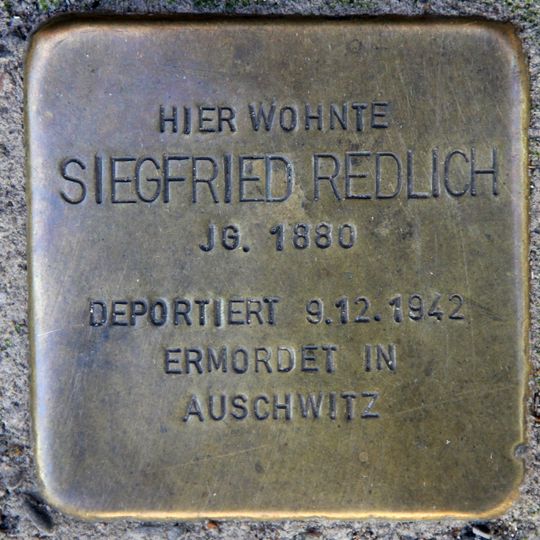 HIER WOHNTE
SIEGFRIED REDLICH
JG. 1880
DEPORTIERT 9.12.1942
ERMORDET IN
AUSCHWITZ